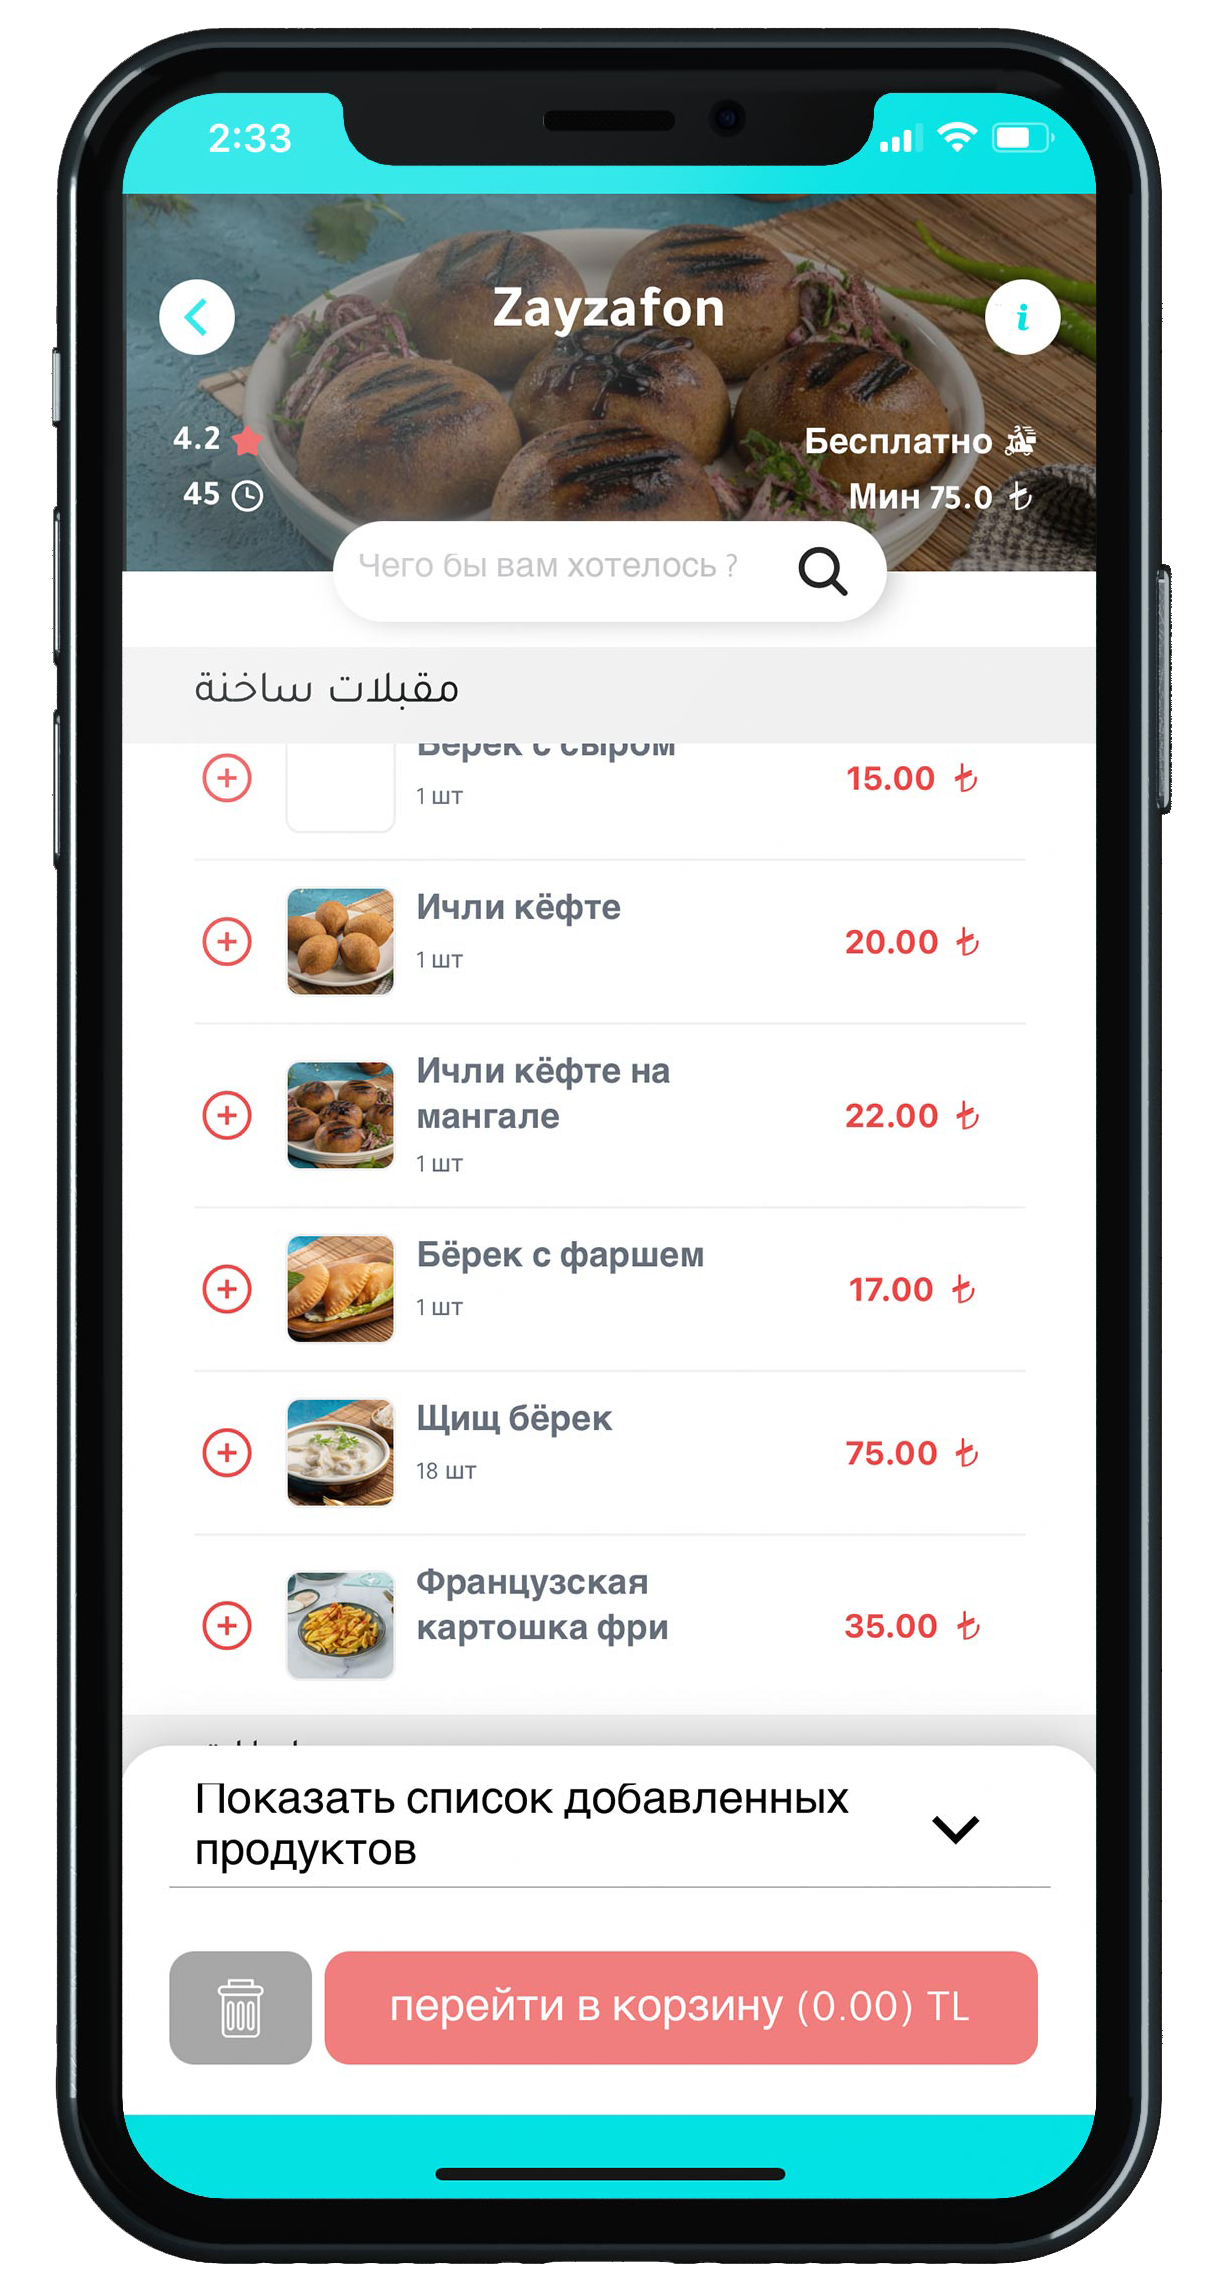 2:33
Zayzafon
4.2
Бесплатно
45
Мин 75.0 ₺
Чего бы вам хотелось ?
مقبلات ساخنة
Бёрек с сыром
1 шт
15.00 ₺
Ичли кёфте
1 шт
20.00 ₺
Ичли кёфте на
мангале
1 шт
22.00 ₺
Бёрек с фаршем
1 шт
17.00 ₺
Щищ бёрек
18 шт
75.00 ₺
Французская
картошка фри
35.00 ₺
Показать список добавленных
продуктов
перейти в корзину (0.00) TL